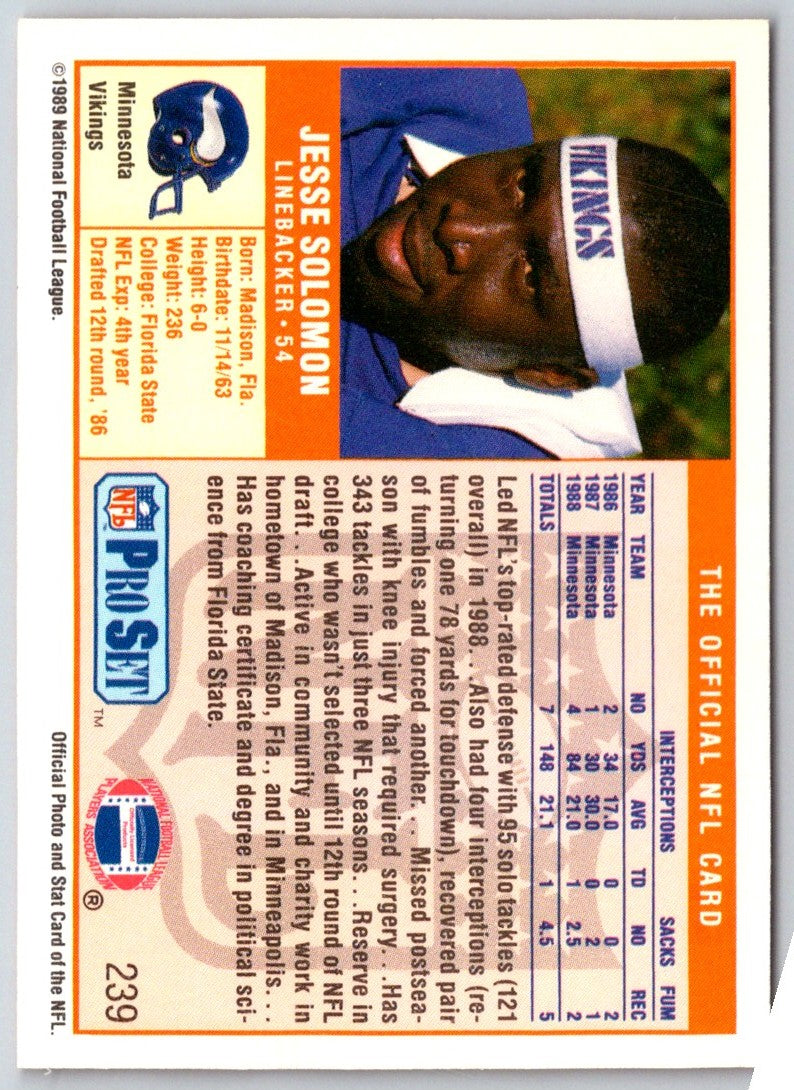 THE OFFICIAL NFL CARD
VIKINGS
JESSE SOLOMON
LINEBACKER • 54
Minnesota
Vikings
Born: Madison, Fla.
Birthdate: 11/14/63
Height: 6-0
Weight: 236
College: Florida State
NFL Exp: 4th year
Drafted 12th round, '86
INTERCEPTIONS SACKS FUM
YEAR TEAM NO YDS AVG TD NO REC
1986 Minnesota 2 34 17.0 0 0 2
1987 Minnesota 1 30 30.0 0 2 1
1988 Minnesota 4 84 21.0 1 2.5 2
TOTALS 7 148 21.1 1 4.5 5
Led NFL's top-rated defense with 95 solo tackles (121
overall) in 1988. . .Also had four interceptions (re-
turning one 78 yards for touchdown), recovered pair
of fumbles and forced another. . . Missed postsea-
son with knee injury that required surgery. . .Has
343 tackles in just three NFL seasons. . .Reserve in
college who wasn't selected until 12th round of NFL
draft. . .Active in community and charity work in
hometown of Madison, Fla., and in Minneapolis. . . .
Has coaching certificate and degree in political sci-
ence from Florida State.
NFL PRO SET ™
NATIONAL FOOTBALL LEAGUE
Officially Licensed
Products
PLAYERS ASSOCIATION
®
239
©1989 National Football League.
Official Photo and Stat Card of the NFL.